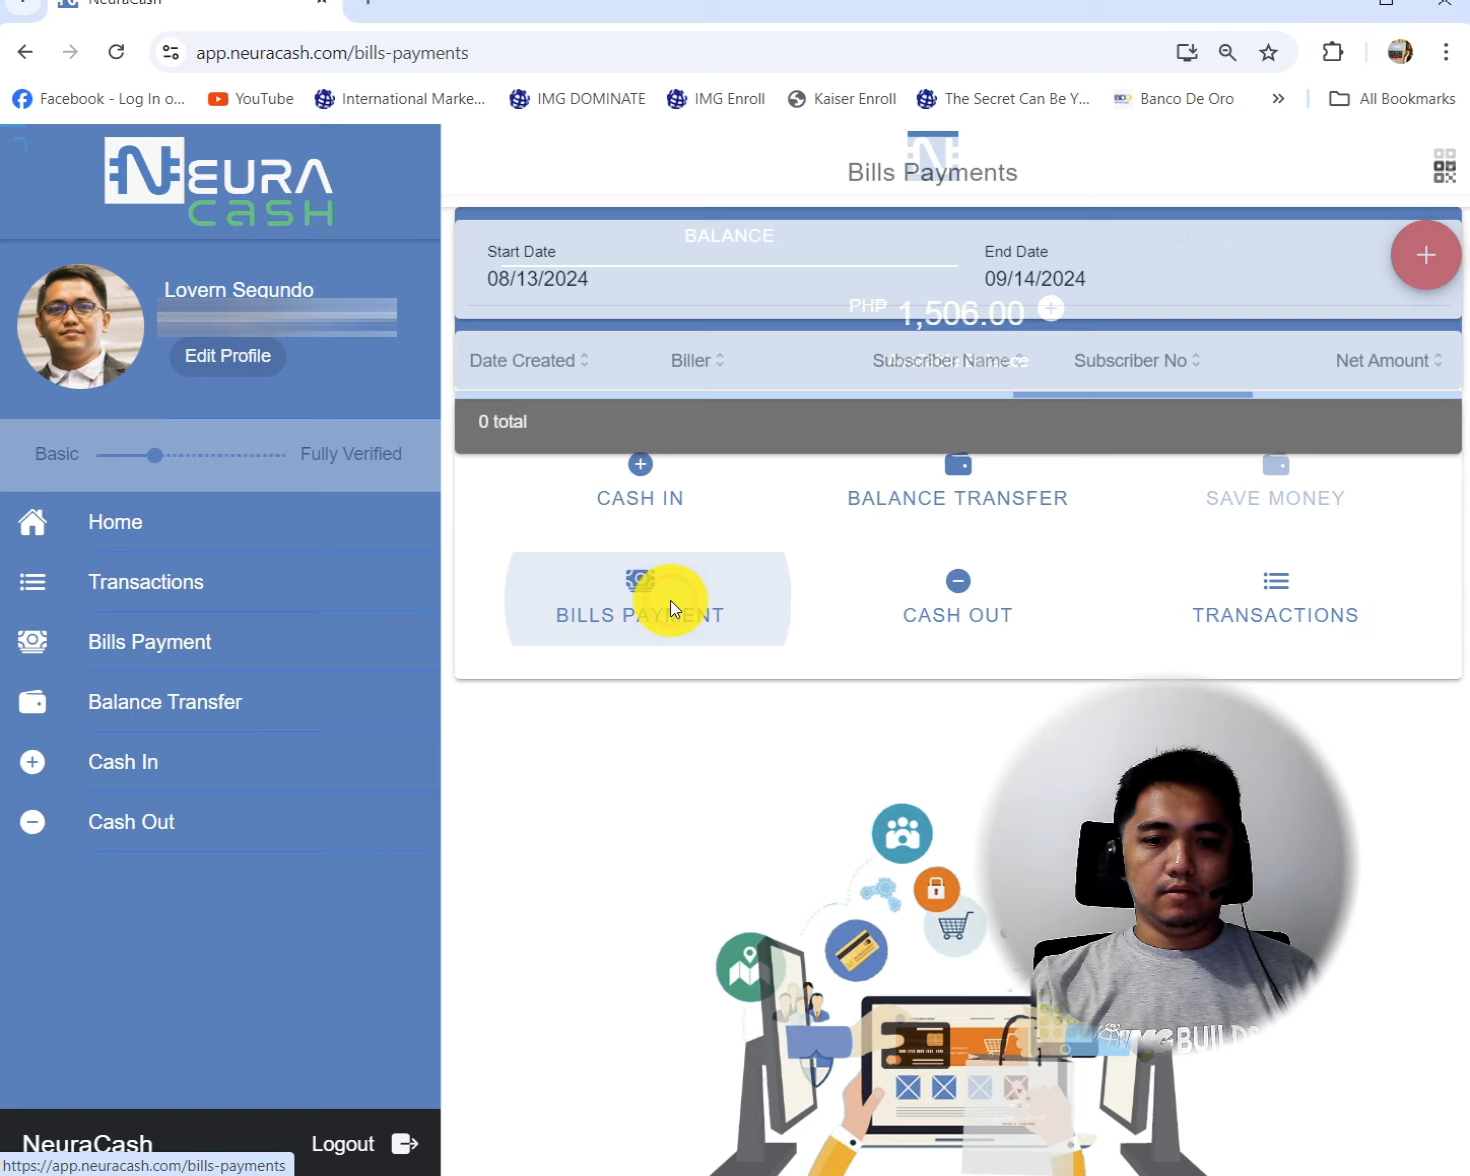 NeuraCash
app.neuracash.com/bills-payments
Facebook - Log In o...
YouTube
International Marke...
IMG DOMINATE
IMG Enroll
Kaiser Enroll
The Secret Can Be Y...
Banco De Oro
All Bookmarks
NEURA
CaSH
Lovern Segundo
Edit Profile
Basic
Fully Verified
Home
Transactions
Bills Payment
Balance Transfer
Cash In
Cash Out
NeuraCash
Logout
https://app.neuracash.com/bills-payments
Bills Payments
BALANCE
Start Date
08/13/2024
End Date
09/14/2024
PHP 1,506.00
Date Created
Biller
Subscriber Name
Subscriber No
Net Amount
0 total
CASH IN
BALANCE TRANSFER
SAVE MONEY
BILLS PAYMENT
CASH OUT
TRANSACTIONS